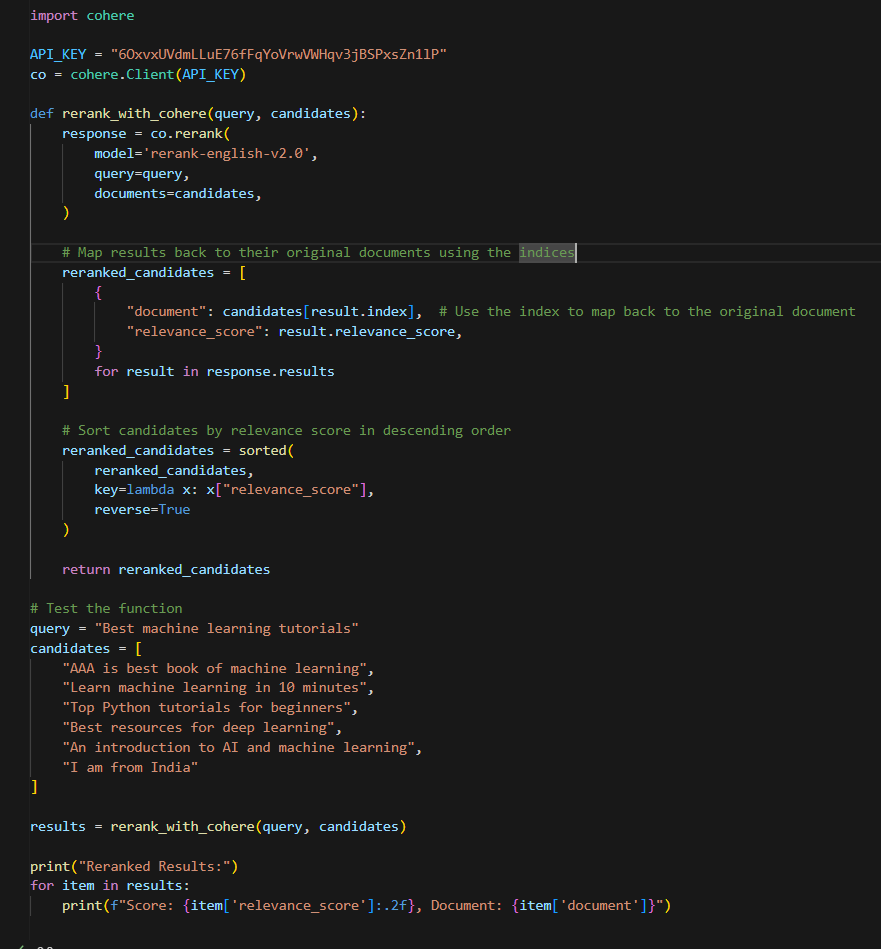 import cohere
API_KEY = "6OxvxUVdmLLuE76fFqYoVrwVWHqv3jBSPxsZn1lP"
co = cohere.Client(API_KEY)
def rerank_with_cohere(query, candidates):
    response = co.rerank(
        model='rerank-english-v2.0',
        query=query,
        documents=candidates,
    )
    # Map results back to their original documents using the indices
    reranked_candidates = [
        {
            "document": candidates[result.index],  # Use the index to map back to the original document
            "relevance_score": result.relevance_score,
        }
        for result in response.results
    ]
    # Sort candidates by relevance score in descending order
    reranked_candidates = sorted(
        reranked_candidates,
        key=lambda x: x["relevance_score"],
        reverse=True
    )
    return reranked_candidates
# Test the function
query = "Best machine learning tutorials"
candidates = [
    "AAA is best book of machine learning",
    "Learn machine learning in 10 minutes",
    "Top Python tutorials for beginners",
    "Best resources for deep learning",
    "An introduction to AI and machine learning",
    "I am from India"
]
results = rerank_with_cohere(query, candidates)
print("Reranked Results:")
for item in results:
    print(f"Score: {item['relevance_score']:.2f}, Document: {item['document']}")